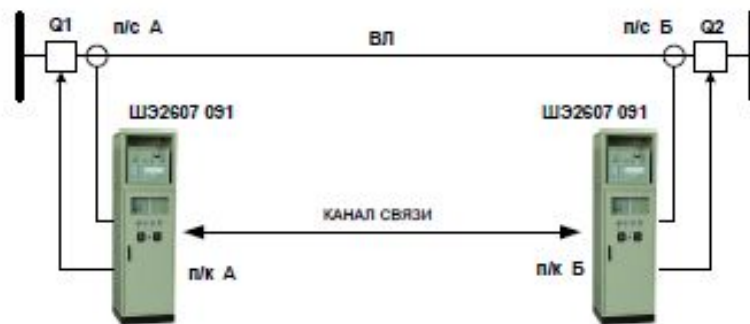 Q1
п/с А
ВЛ
п/с Б
Q2
ШЭ2607 091
ШЭ2607 091
КАНАЛ СВЯЗИ
п/к А
п/к Б